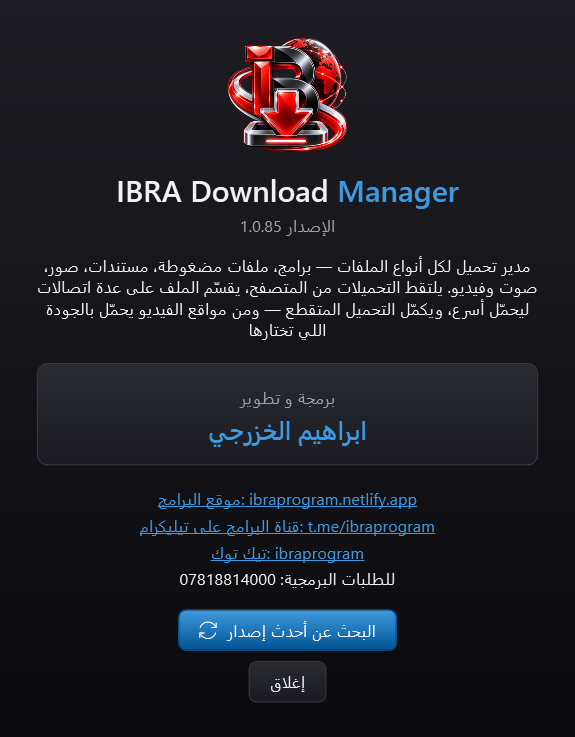 IB
IBRA Download Manager
الإصدار 1.0.85
مدير تحميل لكل أنواع الملفات — برامج، ملفات مضغوطة، مستندات، صور،
صوت وفيديو. يلتقط التحميلات من المتصفح، يقسّم الملف على عدة اتصالات
ليحمّل أسرع، ويكمّل التحميل المتقطع — ومن مواقع الفيديو يحمّل بالجودة
اللي تختارها
برمجة و تطوير
ابراهيم الخزرجي
موقع البرامج: ibraprogram.netlify.app
قناة البرامج على تيليكرام: t.me/ibraprogram
تيك توك: ibraprogram
للطلبات البرمجية: 07818814000
البحث عن أحدث إصدار
إغلاق